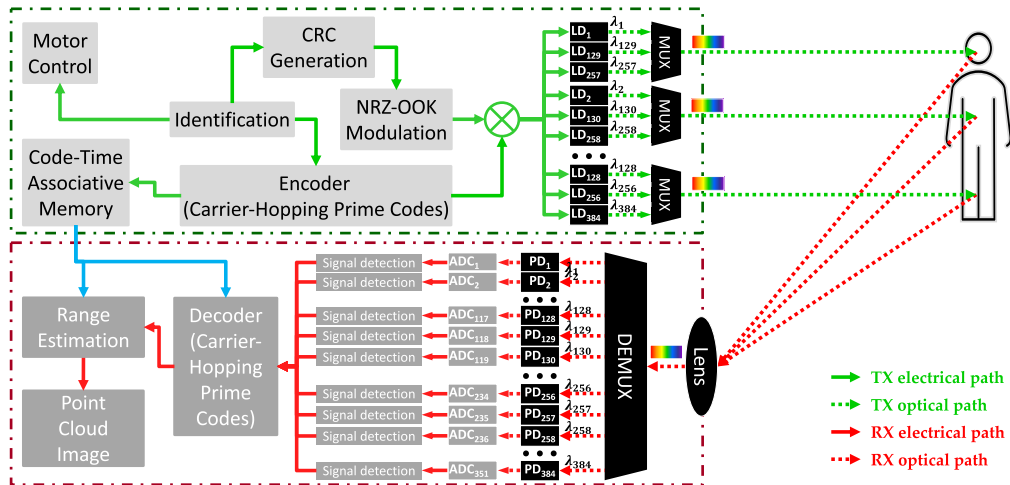 Motor
Control
CRC
Generation
Identification
NRZ-OOK
Modulation
Code-Time
Associative
Memory
Encoder
(Carrier-Hopping Prime Codes)
LD1 λ1
LD129 λ129
LD257 λ257
MUX
LD2 λ2
LD130 λ130
LD258 λ258
MUX
LD128 λ128
LD256 λ256
LD384 λ384
MUX
Range
Estimation
Point
Cloud
Image
Decoder
(Carrier-
Hopping
Prime
Codes)
Signal detection ADC1 PD1 λ1
Signal detection ADC2 PD2 λ2
Signal detection ADC117 PD128 λ128
Signal detection ADC118 PD129 λ129
Signal detection ADC119 PD130 λ130
Signal detection ADC234 PD256 λ256
Signal detection ADC235 PD257 λ257
Signal detection ADC236 PD258 λ258
Signal detection ADC351 PD384 λ384
DEMUX
Lens
TX electrical path
TX optical path
RX electrical path
RX optical path